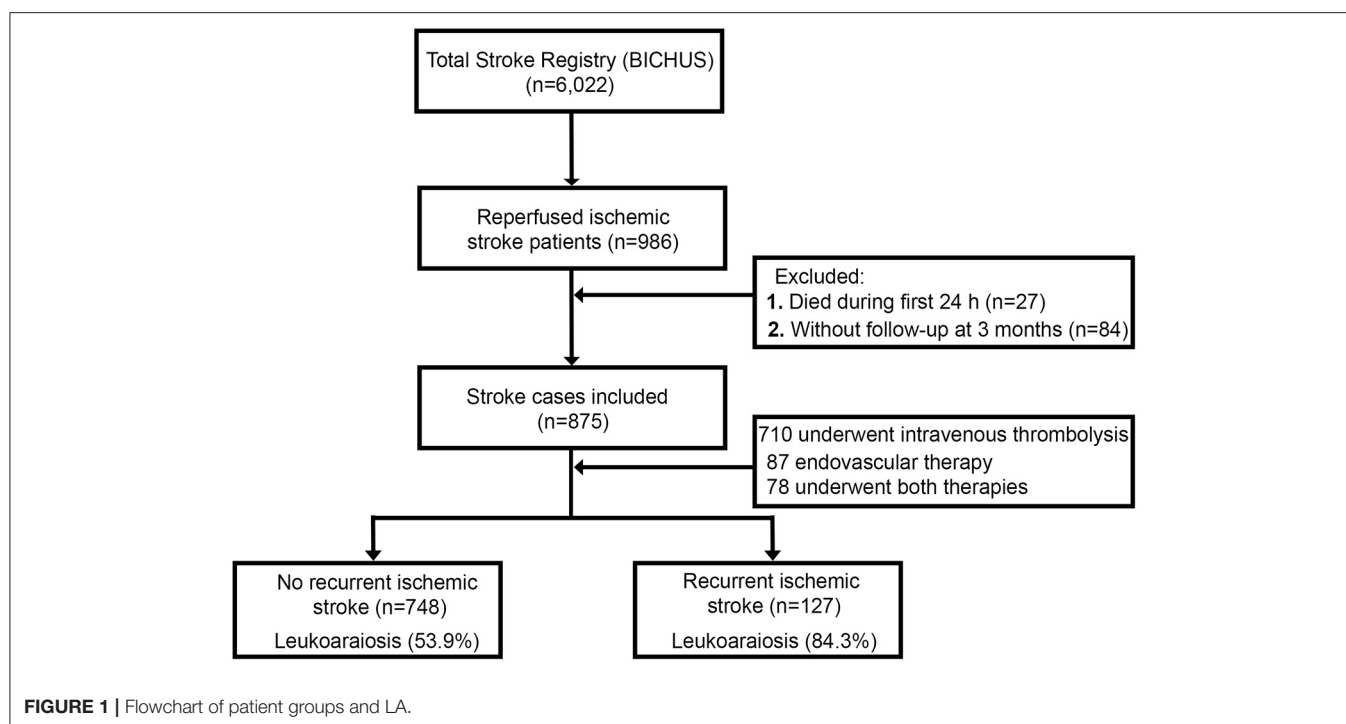 Total Stroke Registry (BICHUS)
(n=6,022)
Reperfused ischemic
stroke patients (n=986)
Excluded:
1. Died during first 24 h (n=27)
2. Without follow-up at 3 months (n=84)
Stroke cases included
(n=875)
710 underwent intravenous thrombolysis
87 endovascular therapy
78 underwent both therapies
No recurrent ischemic
stroke (n=748)
Leukoaraiosis (53.9%)
Recurrent ischemic
stroke (n=127)
Leukoaraiosis (84.3%)
FIGURE 1 | Flowchart of patient groups and LA.